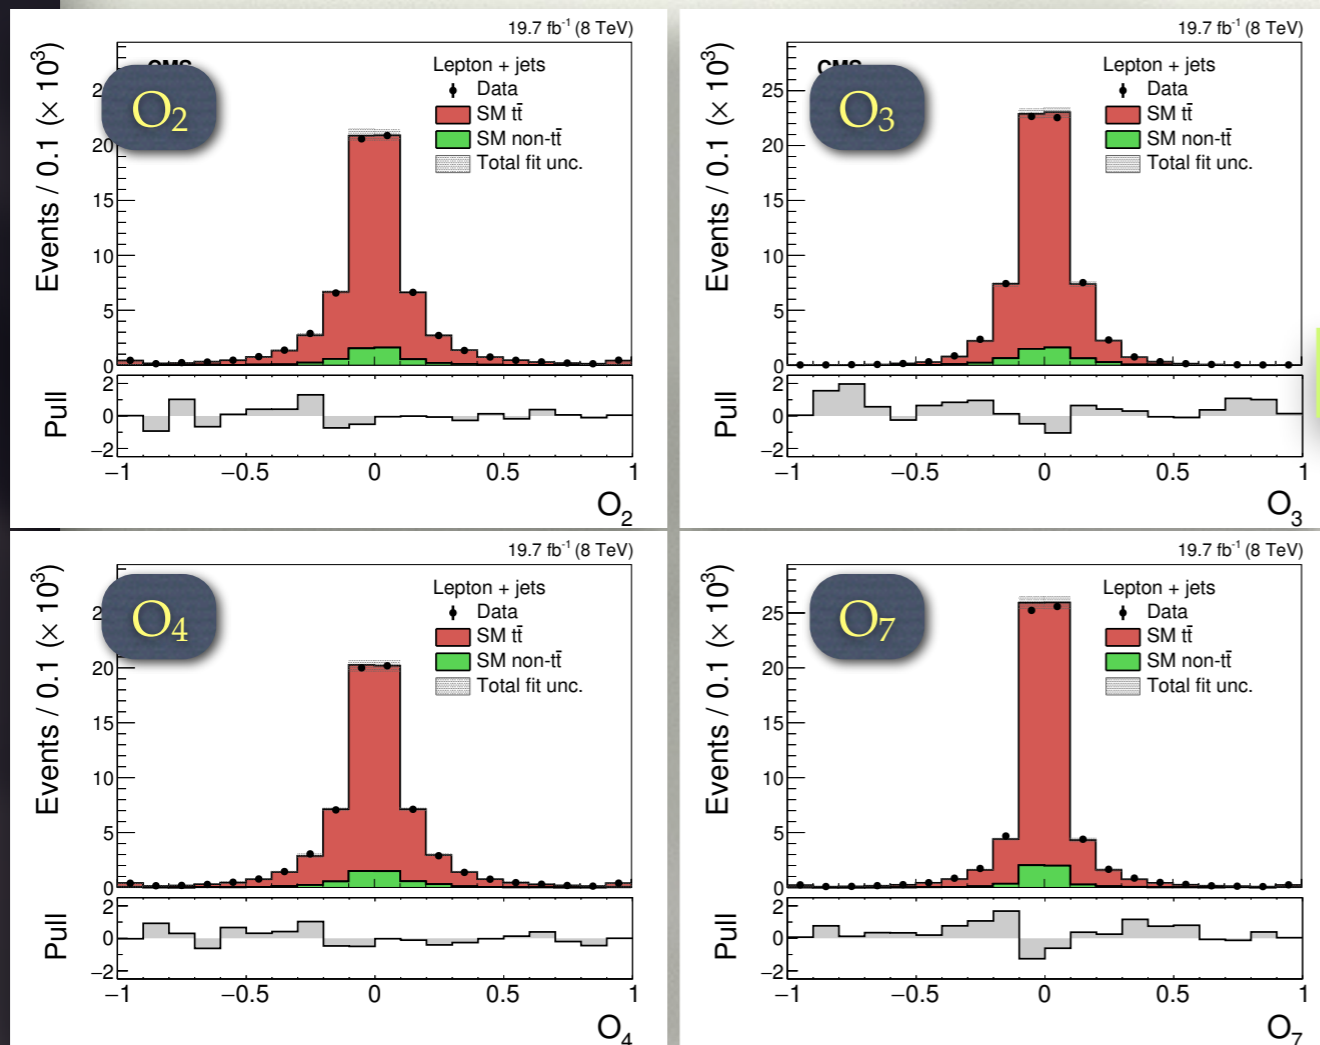 19.7 fb⁻¹ (8 TeV)
Events / 0.1 (× 10³)
O₂
Lepton + jets
Data
SM tt̄
SM non-tt̄
Total fit unc.
20
15
10
5
0
Pull
2
0
−2
−1 −0.5 0 0.5 1
O₂
19.7 fb⁻¹ (8 TeV)
Events / 0.1 (× 10³)
O₃
Lepton + jets
Data
SM tt̄
SM non-tt̄
Total fit unc.
25
20
15
10
5
0
Pull
2
0
−2
−1 −0.5 0 0.5 1
O₃
19.7 fb⁻¹ (8 TeV)
Events / 0.1 (× 10³)
O₄
Lepton + jets
Data
SM tt̄
SM non-tt̄
Total fit unc.
20
15
10
5
0
Pull
2
0
−2
−1 −0.5 0 0.5 1
O₄
19.7 fb⁻¹ (8 TeV)
Events / 0.1 (× 10³)
O₇
Lepton + jets
Data
SM tt̄
SM non-tt̄
Total fit unc.
25
20
15
10
5
0
Pull
2
0
−2
−1 −0.5 0 0.5 1
O₇